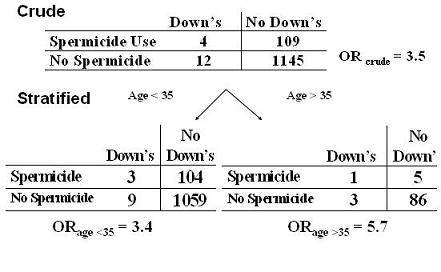 Crude
Down's No Down's
Spermicide Use 4 109
No Spermicide 12 1145
OR crude = 3.5
Stratified
Age < 35 Age > 35
No
Down's Down's
Spermicide 3 104
No Spermicide 9 1059
OR age <35 = 3.4
No
Down's Down'
Spermicide 1 5
No Spermicide 3 86
OR age >35 = 5.7